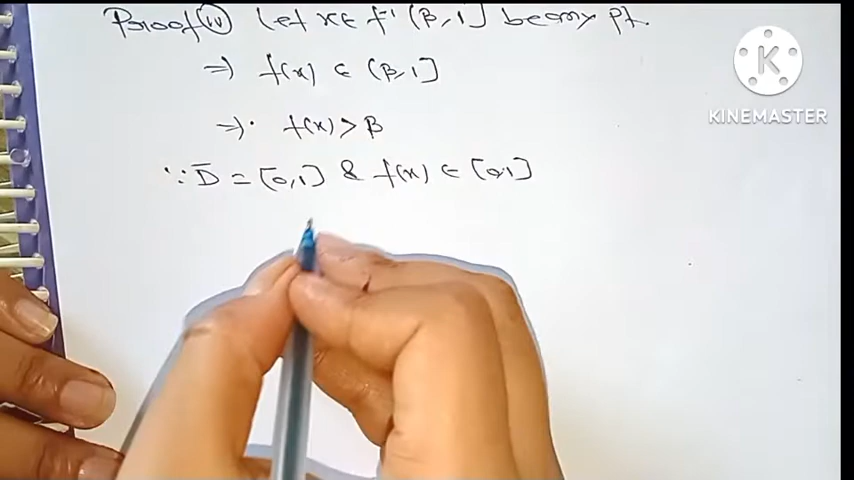 Proof (iv) Let x ∈ f⁻¹(β,1] be any pt.
⇒ f(x) ∈ (β,1]
⇒ f(x) > β
∵ D̅ = [0,1] & f(x) ∈ [0,1]
KINEMASTER